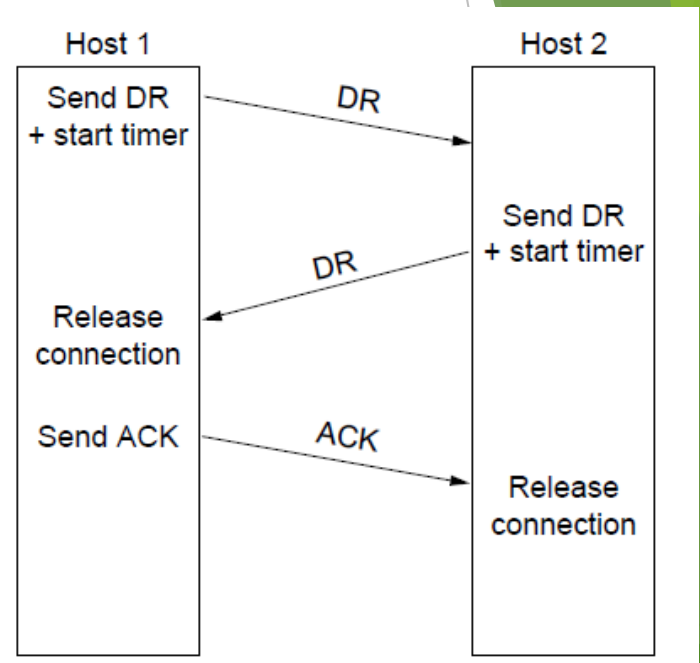 Host 1
Host 2
Send DR
+ start timer
DR
Send DR
+ start timer
DR
Release
connection
Send ACK
ACK
Release
connection